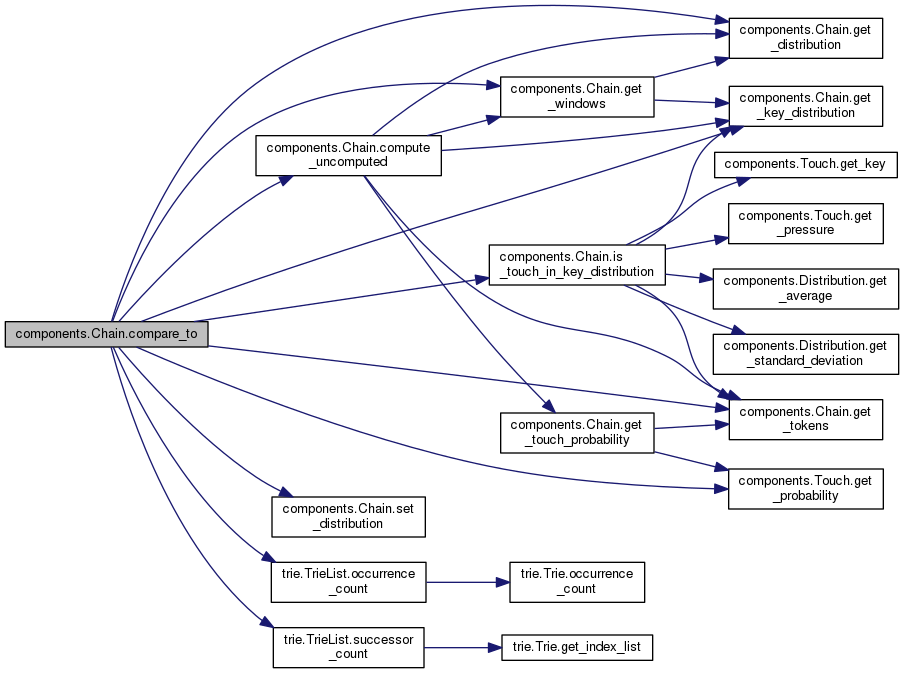 components.Chain.compare_to
components.Chain.compute
_uncomputed
components.Chain.set
_distribution
trie.TrieList.occurrence
_count
trie.TrieList.successor
_count
components.Chain.get
_windows
components.Chain.is
_touch_in_key_distribution
components.Chain.get
_touch_probability
trie.Trie.occurrence
_count
trie.Trie.get_index_list
components.Chain.get
_distribution
components.Chain.get
_key_distribution
components.Touch.get_key
components.Touch.get
_pressure
components.Distribution.get
_average
components.Distribution.get
_standard_deviation
components.Chain.get
_tokens
components.Touch.get
_probability